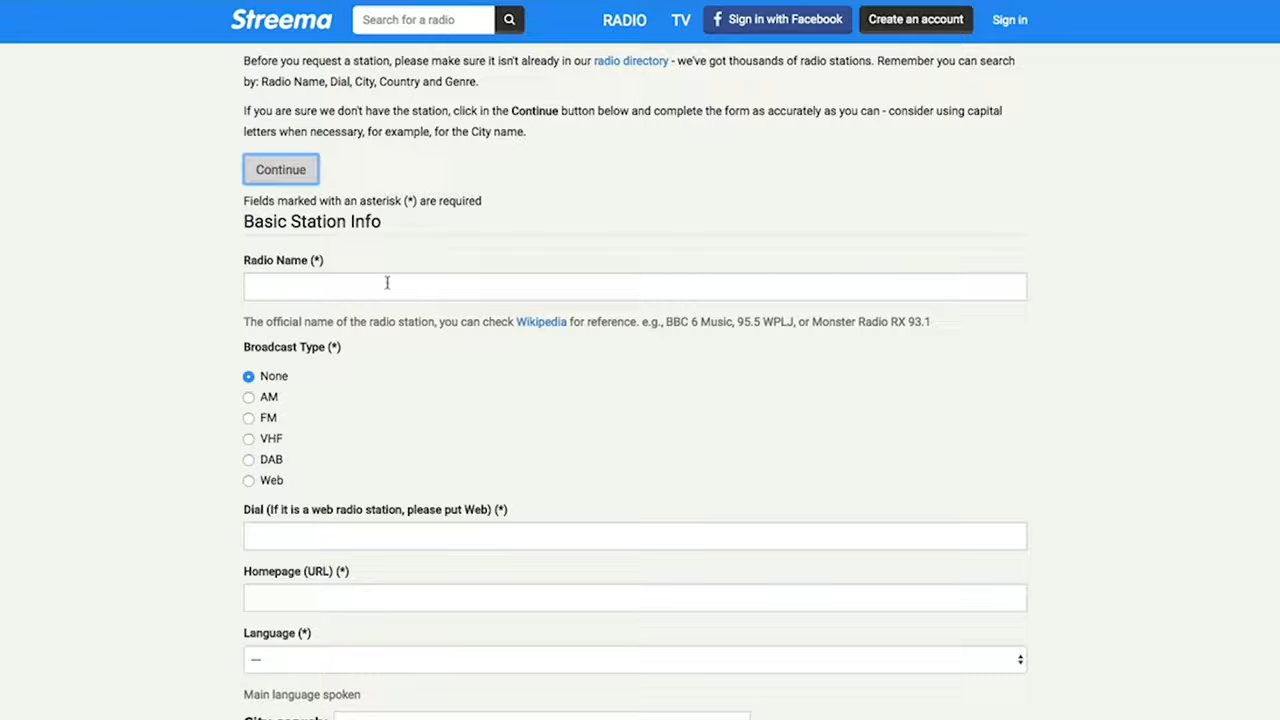 Streema
Search for a radio
RADIO
TV
f Sign in with Facebook
Create an account
Sign in
Before you request a station, please make sure it isn't already in our radio directory - we've got thousands of radio stations. Remember you can search
by: Radio Name, Dial, City, Country and Genre.
If you are sure we don't have the station, click in the Continue button below and complete the form as accurately as you can - consider using capital
letters when necessary, for example, for the City name.
Continue
Fields marked with an asterisk (*) are required
Basic Station Info
Radio Name (*)
The official name of the radio station, you can check Wikipedia for reference. e.g., BBC 6 Music, 95.5 WPLJ, or Monster Radio RX 93.1
Broadcast Type (*)
None
AM
FM
VHF
DAB
Web
Dial (If it is a web radio station, please put Web) (*)
Homepage (URL) (*)
Language (*)
---
Main language spoken
City search: